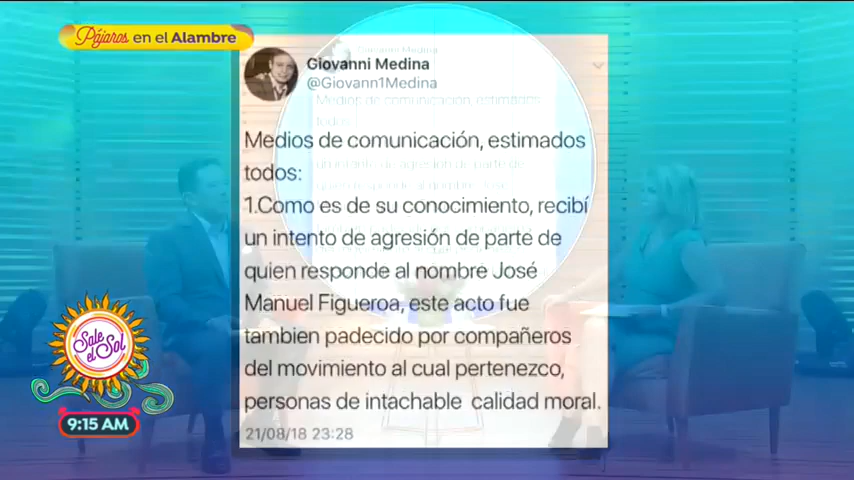 Pájaros en el Alambre
Giovanni Medina
@Giovann1Medina
Medios de comunicación, estimados
todos:
1.Como es de su conocimiento, recibí
un intento de agresión de parte de
quien responde al nombre José
Manuel Figueroa, este acto fue
tambien padecido por compañeros
del movimiento al cual pertenezco,
personas de intachable calidad moral.
21/08/18 23:28
Sale
el Sol
9:15 AM